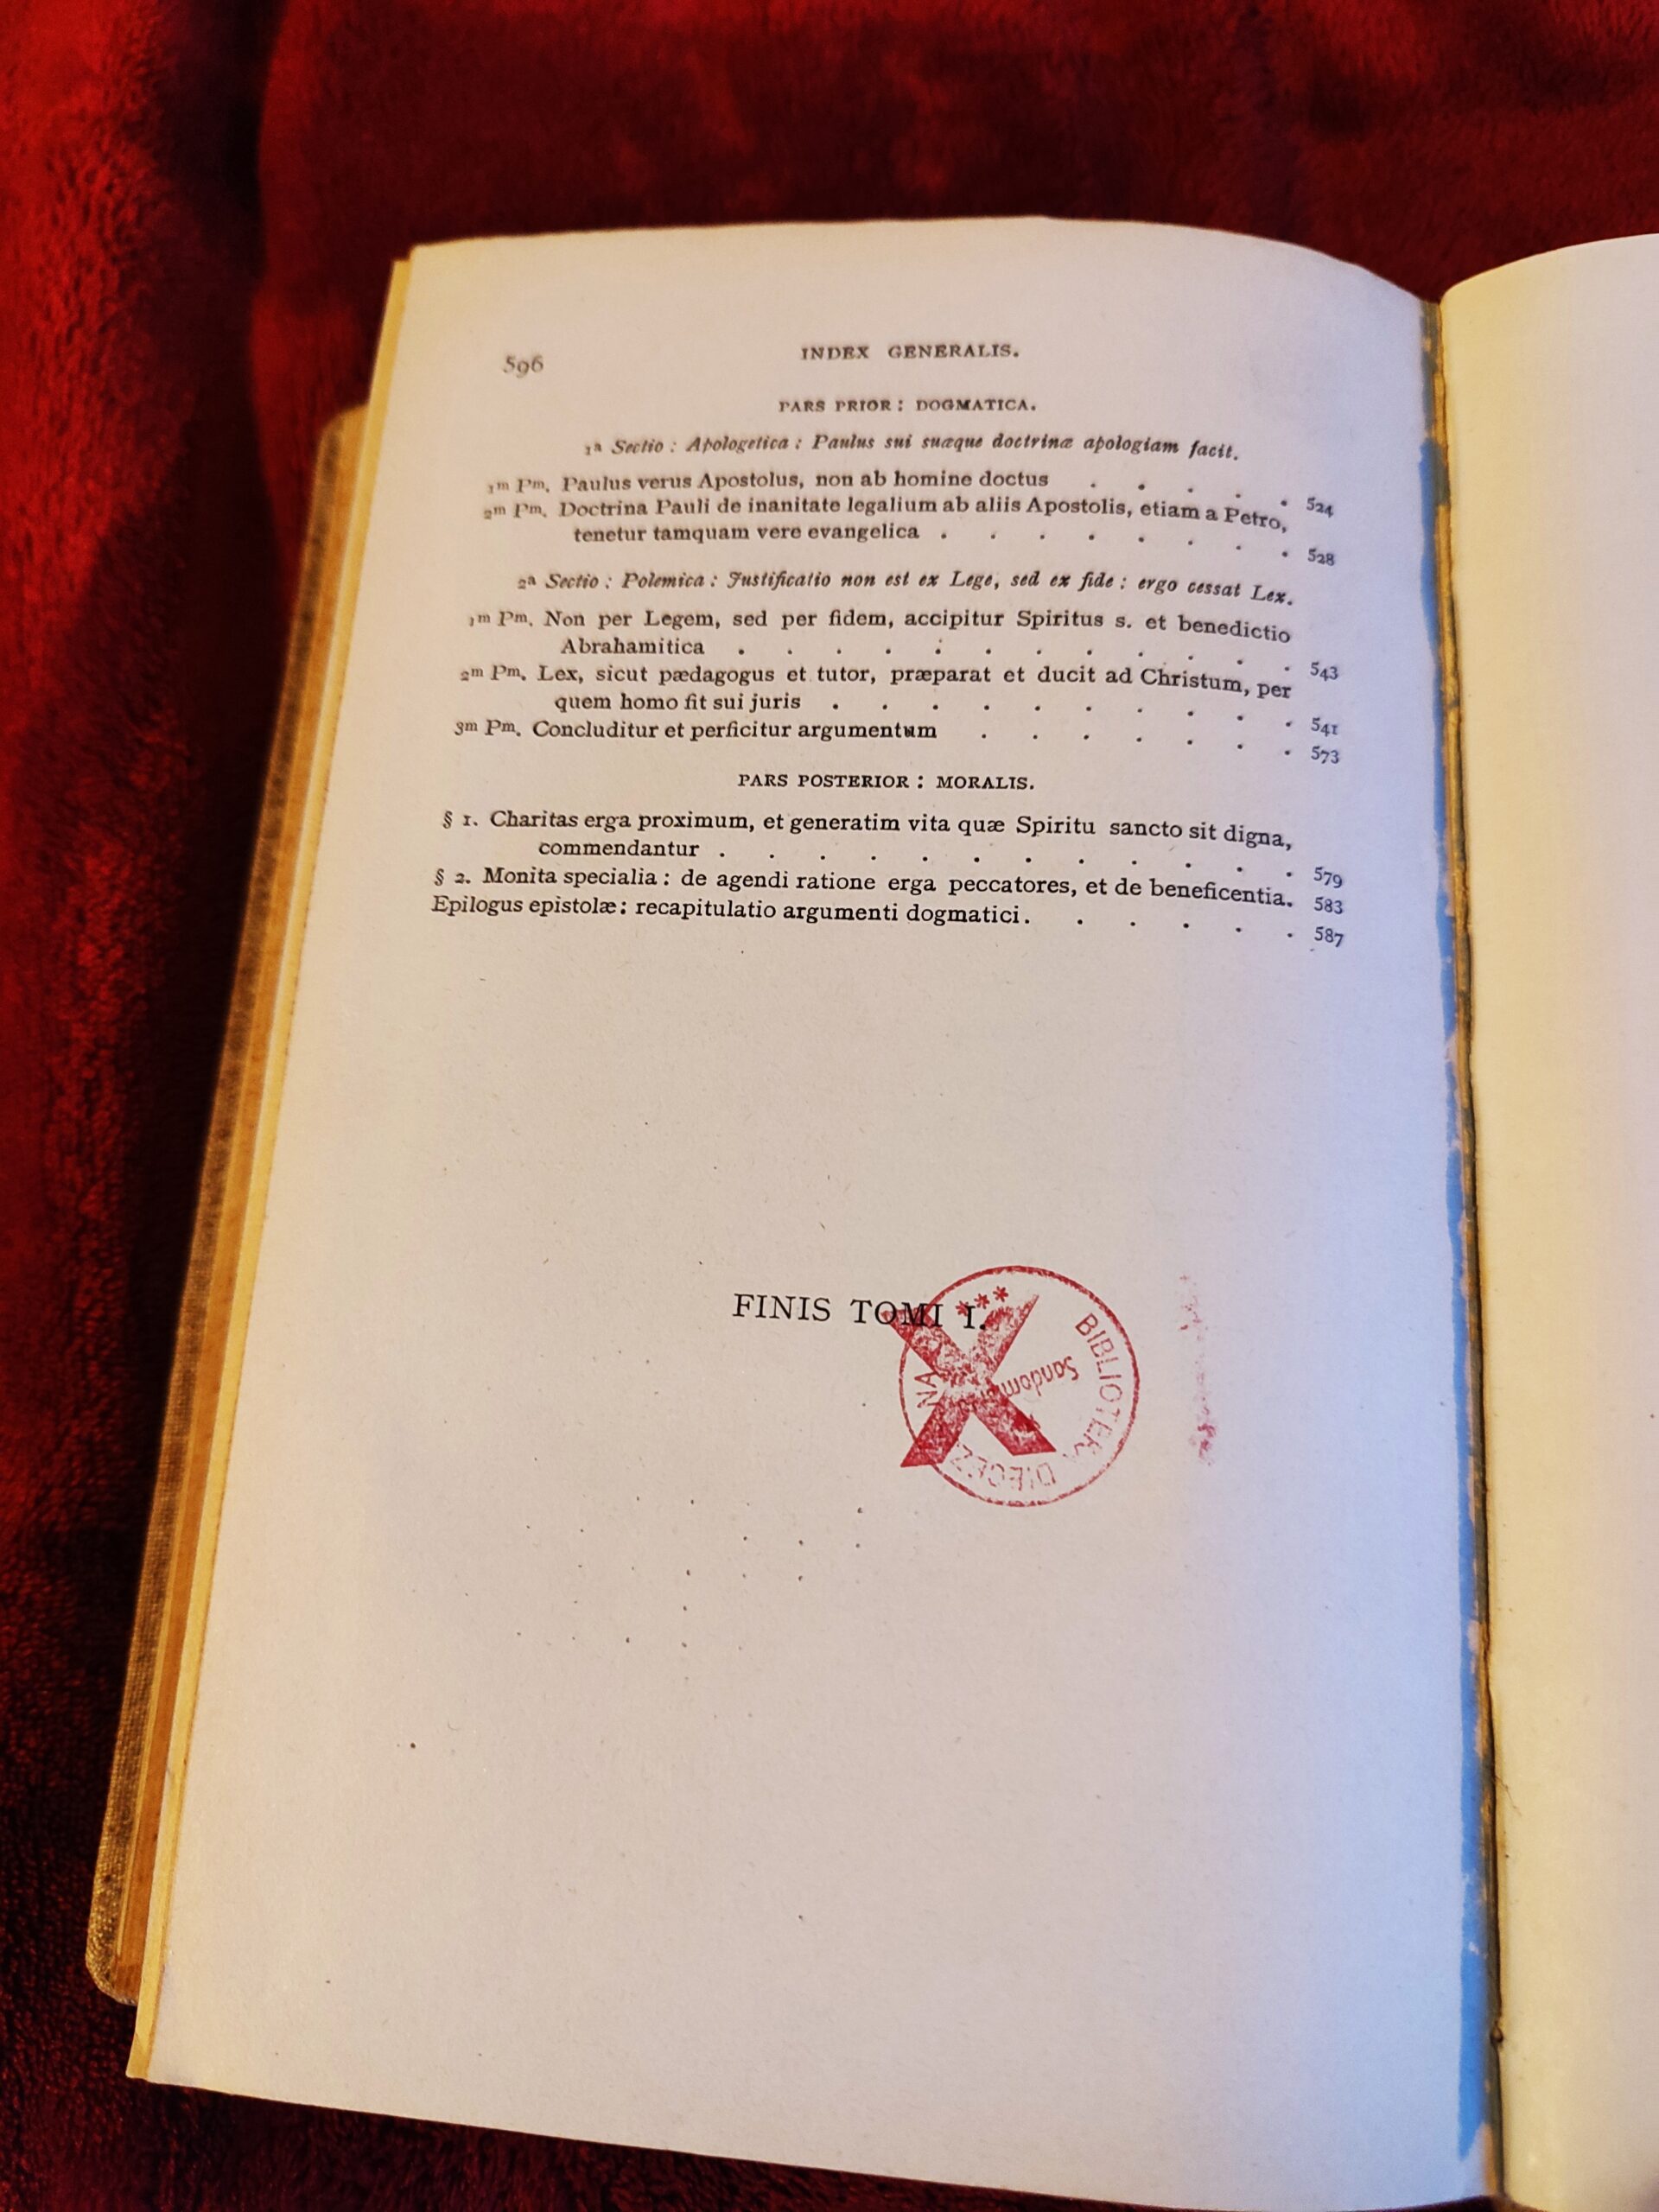 596
INDEX GENERALIS.
PARS PRIOR : DOGMATICA.
1ª Sectio : Apologetica : Paulus sui suæque doctrinæ apologiam facit.
1m Pm. Paulus verus Apostolus, non ab homine doctus . . . . . 524
2m Pm. Doctrina Pauli de inanitate legalium ab aliis Apostolis, etiam a Petro,
tenetur tamquam vere evangelica . . . . . . . . 528
2ª Sectio : Polemica : Justificatio non est ex Lege, sed ex fide : ergo cessat Lex.
1m Pm. Non per Legem, sed per fidem, accipitur Spiritus s. et benedictio
Abrahamitica . . . . . . . . . . . . 543
2m Pm. Lex, sicut pædagogus et tutor, præparat et ducit ad Christum, per
quem homo fit sui juris . . . . . . . . . . 541
3m Pm. Concluditur et perficitur argumentum . . . . . . . 573
PARS POSTERIOR : MORALIS.
§ 1. Charitas erga proximum, et generatim vita quæ Spiritu sancto sit digna,
commendantur . . . . . . . . . . . . 579
§ 2. Monita specialia : de agendi ratione erga peccatores, et de beneficentia. 583
Epilogus epistolæ : recapitulatio argumenti dogmatici . . . . . . 587
FINIS TOMI I.
***
BIBLIOTEKA DIECEZ